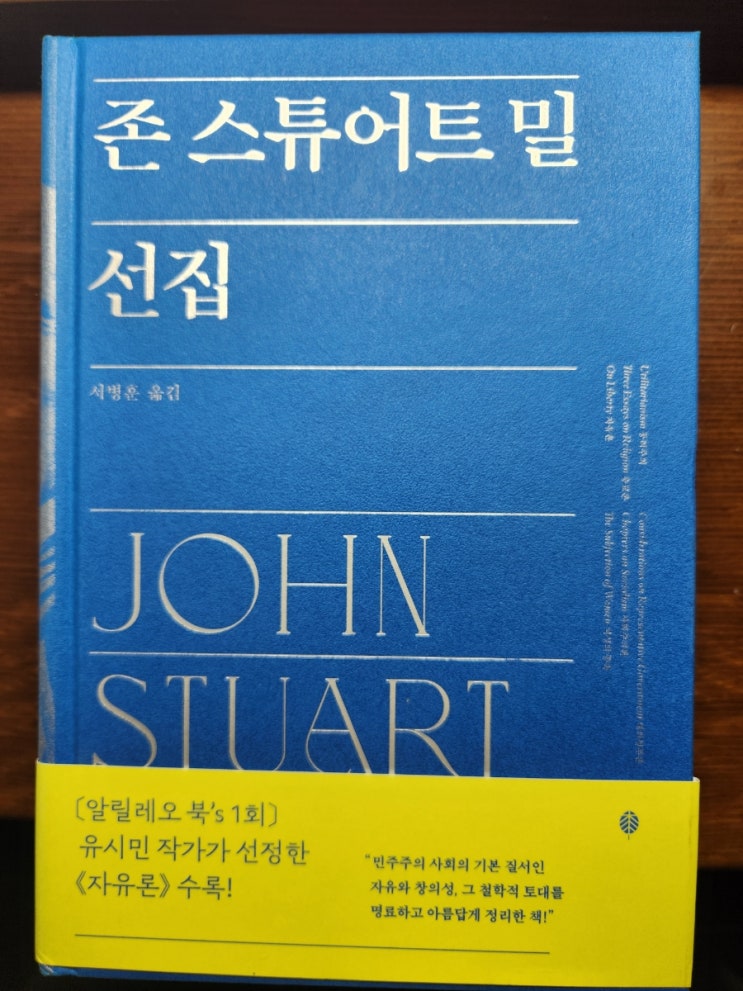 존 스튜어트 밀
선집
서병훈 옮김
Utilitarianism 공리주의
Three Essays on Religion 종교론
On Liberty 자유론
Considerations on Representative Government 대의정부론
Chapters on Socialism 사회주의론
The Subjection of Women 여성의 종속
JOHN
STUART
[알릴레오 북's 1회]
유시민 작가가 선정한
《자유론》 수록!
“민주주의 사회의 기본 질서인
자유와 창의성, 그 철학적 토대를
명료하고 아름답게 정리한 책!”